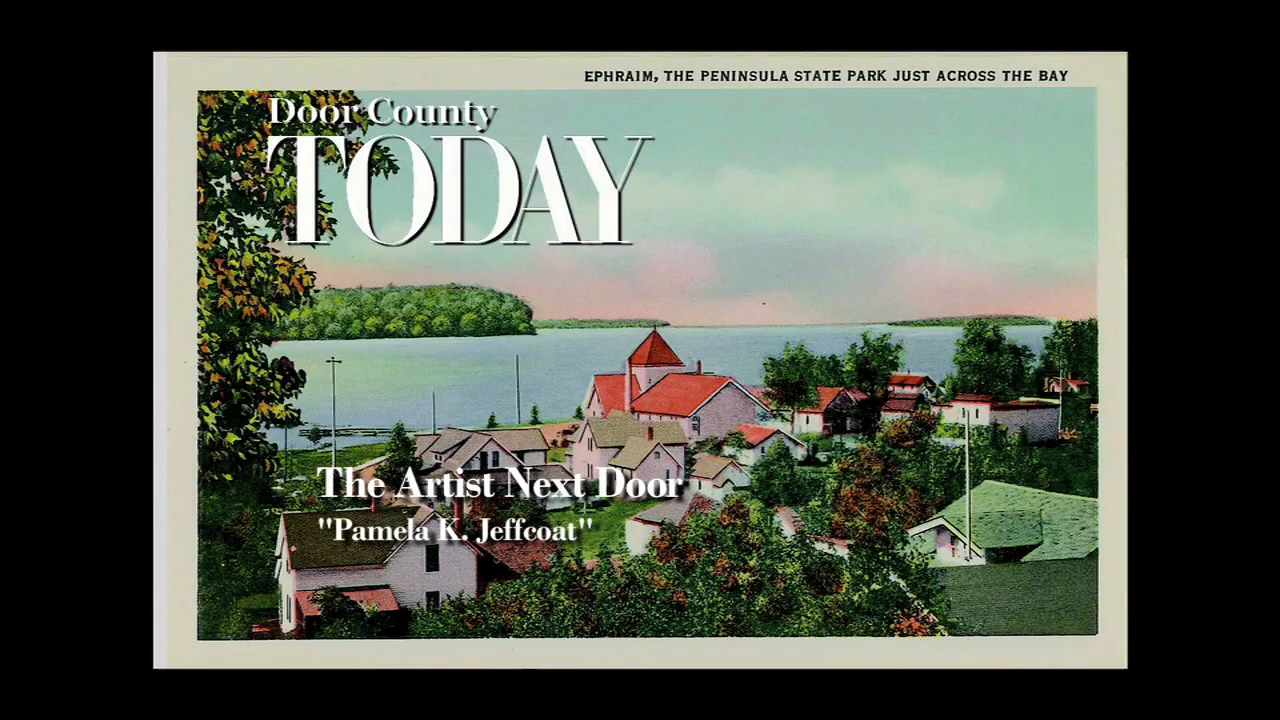 EPHRAIM, THE PENINSULA STATE PARK JUST ACROSS THE BAY
Door County
TODAY
The Artist Next Door
"Pamela K. Jeffcoat"